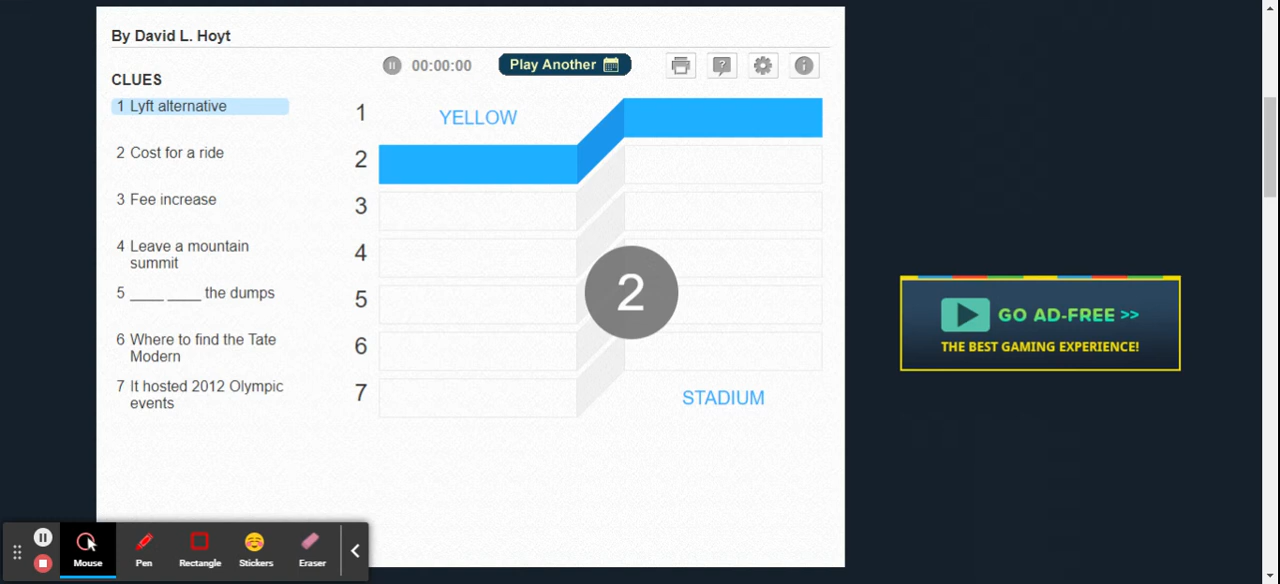 By David L. Hoyt
00:00:00
Play Another
CLUES
1 Lyft alternative
2 Cost for a ride
3 Fee increase
4 Leave a mountain
summit
5 ____ ____ the dumps
6 Where to find the Tate
Modern
7 It hosted 2012 Olympic
events
1
YELLOW
2
3
4
5
6
7
STADIUM
2
GO AD-FREE >>
THE BEST GAMING EXPERIENCE!
Mouse
Pen
Rectangle
Stickers
Eraser